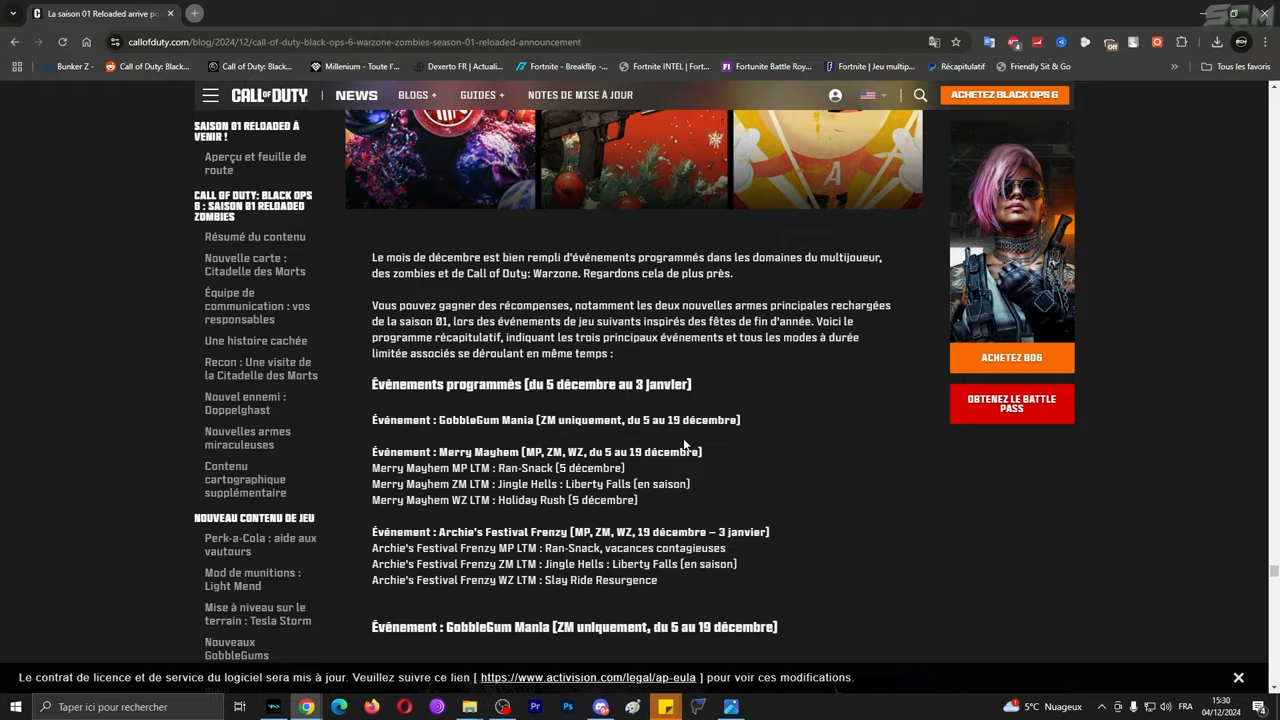 La saison 01 Reloaded arrive po
SCM
callofduty.com/blog/2024/12/call-of-duty-black-ops-6-warzone-zombies-season-01-reloaded-announcement
Bunker Z - Call of Duty: Black... Call of Duty: Black... Millenium - Toute l'... Dexerto FR | Actuali... Fortnite - Breakflip -... Fortnite INTEL | Fort... Fortunite Battle Roy... Fortnite | Jeu multipr... Récapitulatif Friendly Sit & Go » Tous les favoris
CALL OF DUTY. NEWS BLOGS + GUIDES + NOTES DE MISE À JOUR ACHETEZ BLACK OPS 6
SAISON 01 RELOADED À
VENIR !
Aperçu et feuille de
route
CALL OF DUTY: BLACK OPS
6 : SAISON 01 RELOADED
ZOMBIES
Résumé du contenu
Nouvelle carte :
Citadelle des Morts
Équipe de
communication : vos
responsables
Une histoire cachée
Recon : Une visite de
la Citadelle des Morts
Nouvel ennemi :
Doppelghast
Nouvelles armes
miraculeuses
Contenu
cartographique
supplémentaire
NOUVEAU CONTENU DE JEU
Perk-a-Cola : aide aux
vautours
Mod de munitions :
Light Mend
Mise à niveau sur le
terrain : Tesla Storm
Nouveaux
GobbleGums
A
Le mois de décembre est bien rempli d'événements programmés dans les domaines du multijoueur,
des zombies et de Call of Duty: Warzone. Regardons cela de plus près.
Vous pouvez gagner des récompenses, notamment les deux nouvelles armes principales rechargées
de la saison 01, lors des événements de jeu suivants inspirés des fêtes de fin d'année. Voici le
programme récapitulatif, indiquant les trois principaux événements et tous les modes à durée
limitée associés se déroulant en même temps :
Événements programmés (du 5 décembre au 3 janvier)
Événement : GobbleGum Mania (ZM uniquement, du 5 au 19 décembre)
Événement : Merry Mayhem (MP, ZM, WZ, du 5 au 19 décembre)
Merry Mayhem MP LTM : Ran-Snack (5 décembre)
Merry Mayhem ZM LTM : Jingle Hells : Liberty Falls (en saison)
Merry Mayhem WZ LTM : Holiday Rush (5 décembre)
Événement : Archie's Festival Frenzy (MP, ZM, WZ, 19 décembre – 3 janvier)
Archie's Festival Frenzy MP LTM : Ran-Snack, vacances contagieuses
Archie's Festival Frenzy ZM LTM : Jingle Hells : Liberty Falls (en saison)
Archie's Festival Frenzy WZ LTM : Slay Ride Resurgence
Événement : GobbleGum Mania (ZM uniquement, du 5 au 19 décembre)
ACHETEZ BO6
OBTENEZ LE BATTLE
PASS
Le contrat de licence et de service du logiciel sera mis à jour. Veuillez suivre ce lien [ https://www.activision.com/legal/ap-eula ] pour voir ces modifications.
Taper ici pour rechercher
5°C Nuageux FRA 15:30
04/12/2024